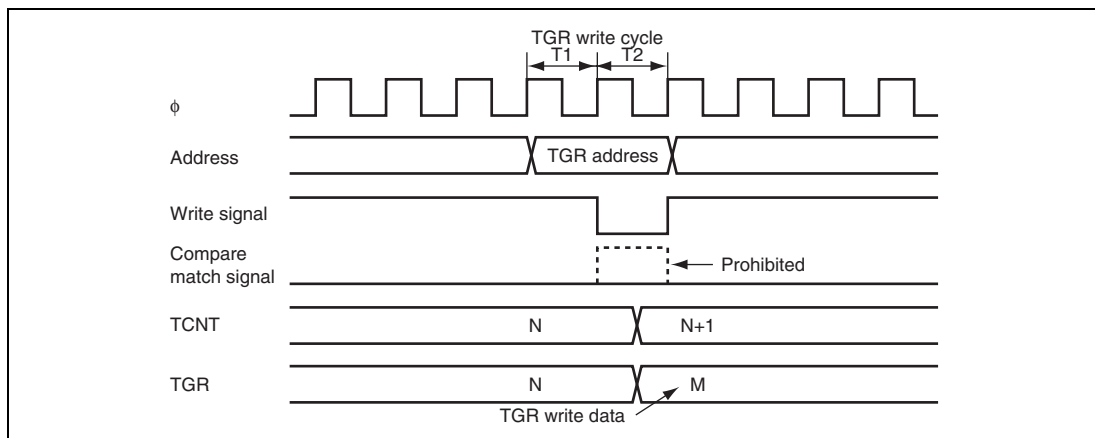 TGR write cycle
T1 T2
φ
Address TGR address
Write signal
Compare
match signal Prohibited
TCNT N N+1
TGR N M
TGR write data